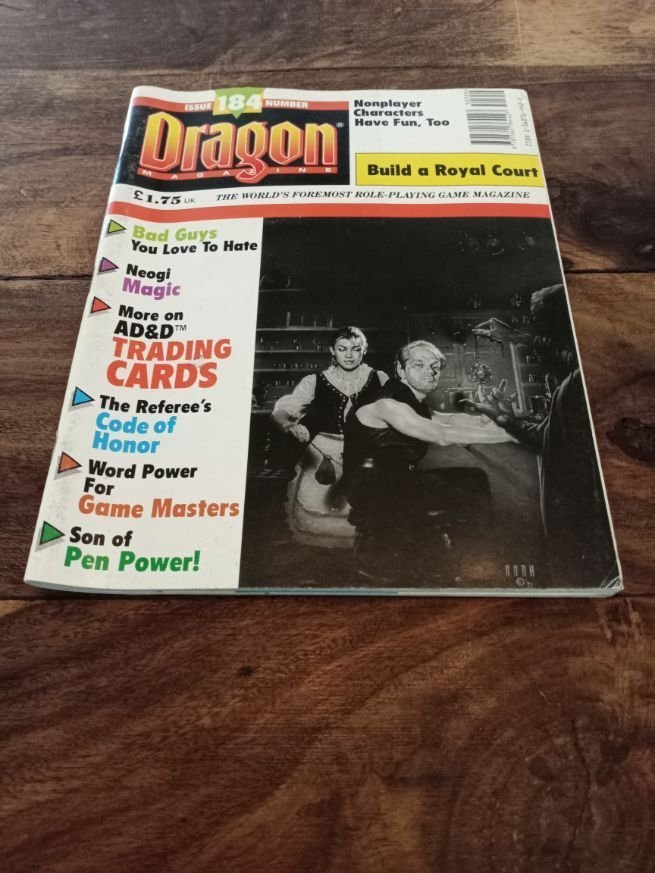 ISSUE 184 NUMBER
Dragon®
MAGAZINE
Nonplayer
Characters
Have Fun, Too
Build a Royal Court
£1.75 UK
THE WORLD'S FOREMOST ROLE-PLAYING GAME MAGAZINE
Bad Guys
You Love To Hate
Neogi
Magic
More on
AD&D™
TRADING
CARDS
The Referee's
Code of
Honor
Word Power
For
Game Masters
Son of
Pen Power!